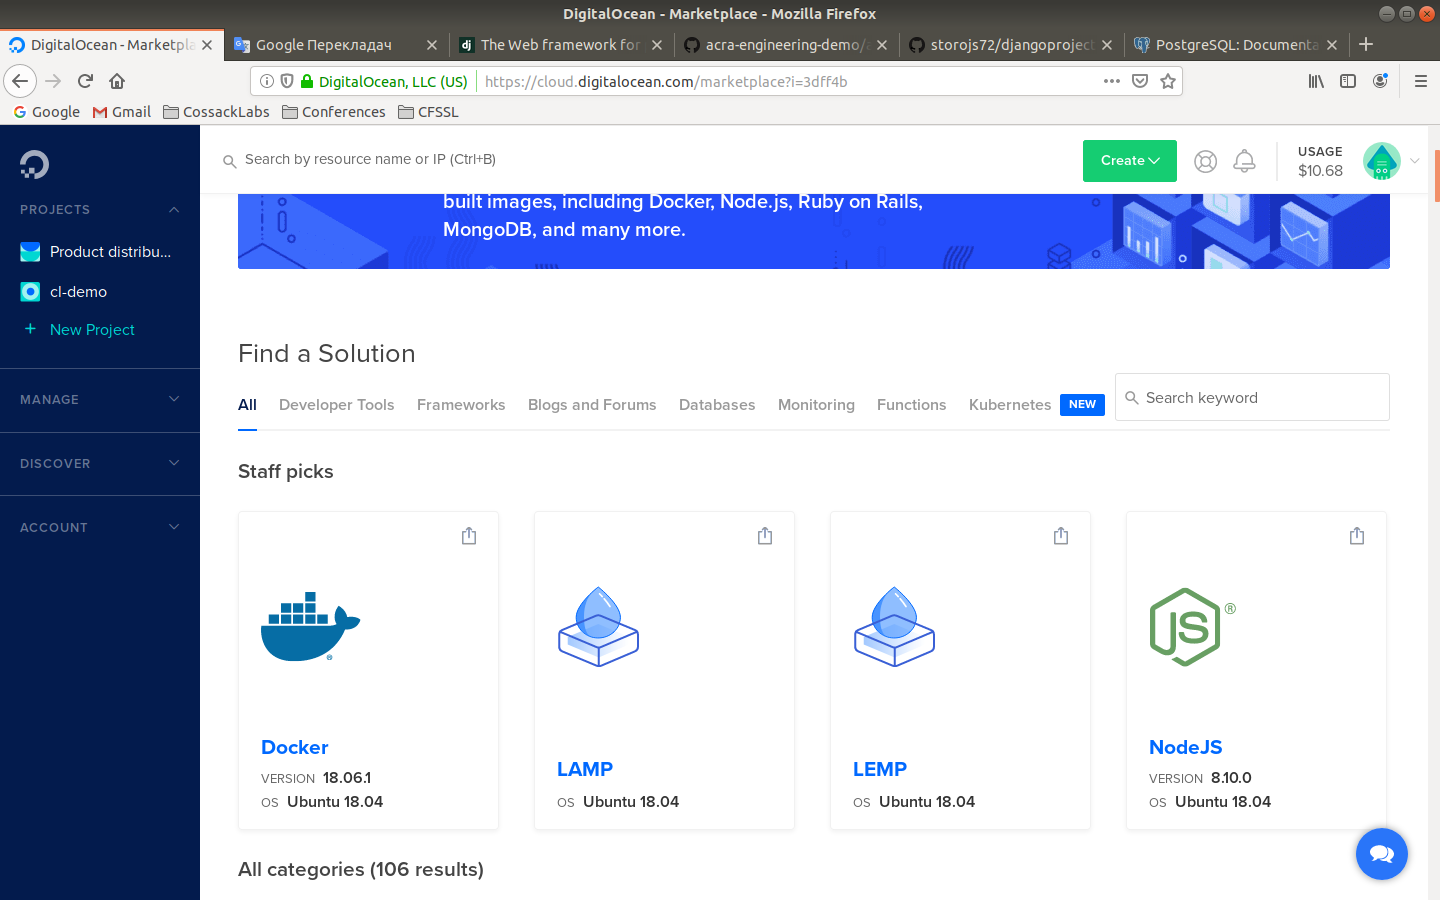 DigitalOcean - Marketplace - Mozilla Firefox
DigitalOcean - Marketpla
Google Перекладач
The Web framework for
acra-engineering-demo/
storojs72/djangoproject
PostgreSQL: Documenta
DigitalOcean, LLC (US)
https://cloud.digitalocean.com/marketplace?i=3dff4b
Google
Gmail
CossackLabs
Conferences
CFSSL
PROJECTS
Product distribu...
cl-demo
+ New Project
MANAGE
DISCOVER
ACCOUNT
Search by resource name or IP (Ctrl+B)
Create
USAGE
$10.68
built images, including Docker, Node.js, Ruby on Rails,
MongoDB, and many more.
Find a Solution
All
Developer Tools
Frameworks
Blogs and Forums
Databases
Monitoring
Functions
Kubernetes
NEW
Search keyword
Staff picks
Docker
VERSION 18.06.1
OS Ubuntu 18.04
LAMP
OS Ubuntu 18.04
LEMP
OS Ubuntu 18.04
JS®
NodeJS
VERSION 8.10.0
OS Ubuntu 18.04
All categories (106 results)